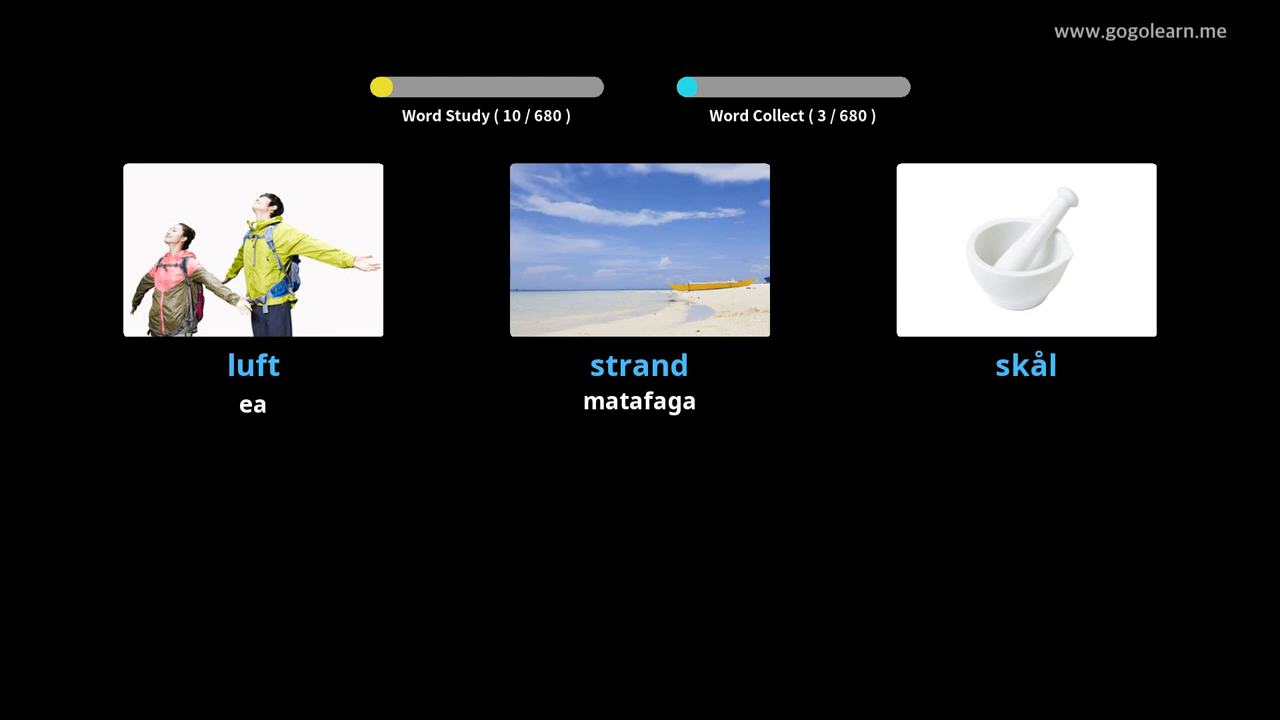 www.gogolearn.me
Word Study ( 10 / 680 )
Word Collect ( 3 / 680 )
luft
ea
strand
matafaga
skål